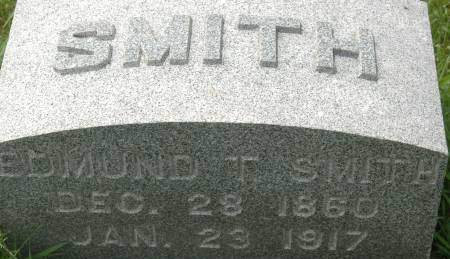 SMITH
EDMUND T. SMITH
DEC. 28 1860
JAN. 23 1917